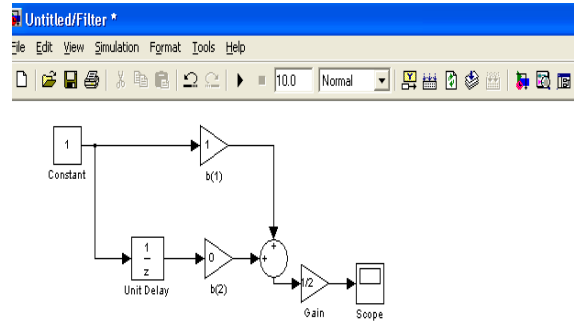 Untitled/Filter *
File Edit View Simulation Format Tools Help
10.0 Normal
1
Constant
1
b(1)
+
+
1
z
Unit Delay
0
b(2)
1/2
Gain
Scope